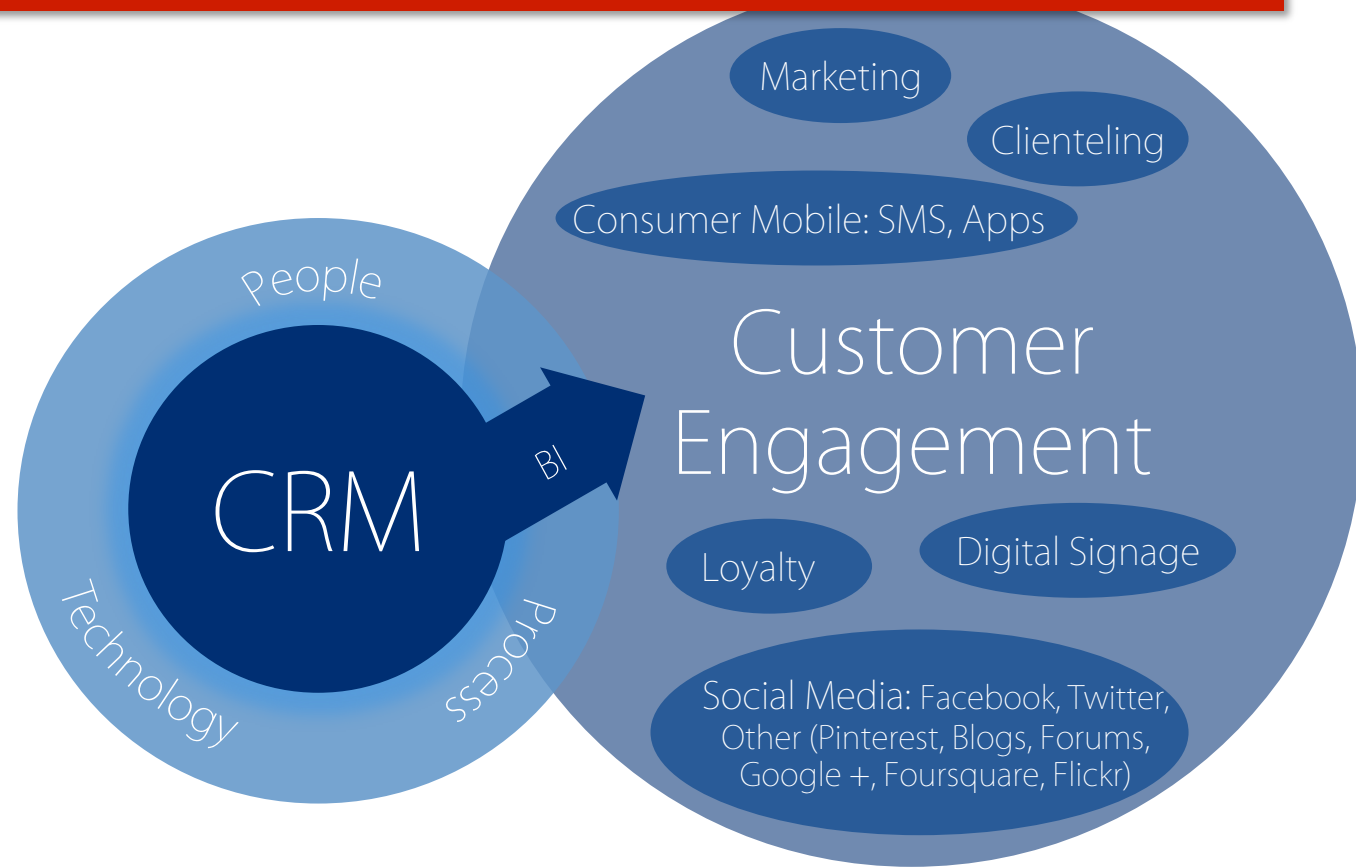 Marketing
Clienteling
Consumer Mobile: SMS, Apps
People
Customer
Engagement
BI
CRM
Loyalty
Digital Signage
Technology
Process
Social Media: Facebook, Twitter,
Other (Pinterest, Blogs, Forums,
Google +, Foursquare, Flickr)